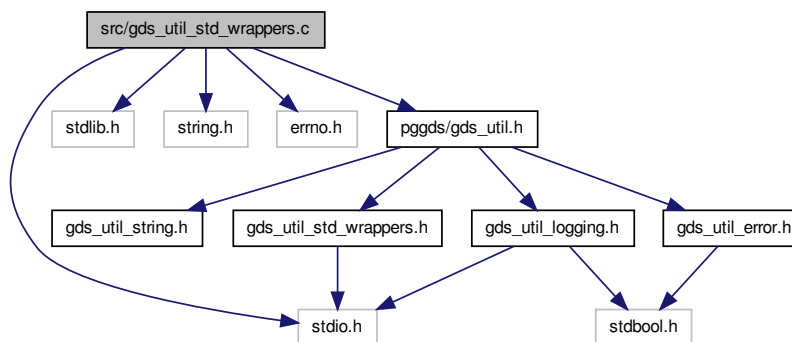 src/gds_util_std_wrappers.c
stdlib.h
string.h
errno.h
pggds/gds_util.h
gds_util_string.h
gds_util_std_wrappers.h
gds_util_logging.h
gds_util_error.h
stdio.h
stdbool.h